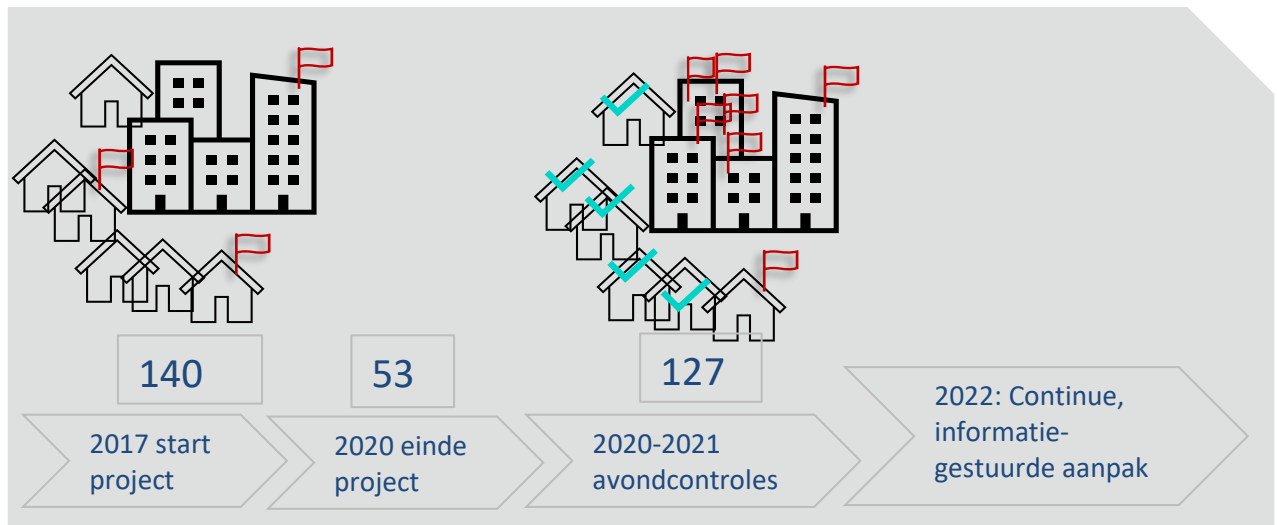 140
53
127
2017 start
project
2020 einde
project
2020-2021
avondcontroles
2022: Continue,
informatie-
gestuurde aanpak